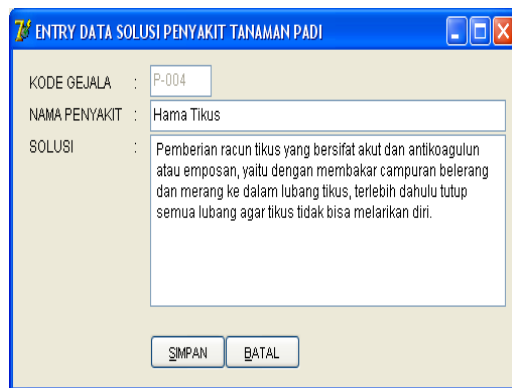 ENTRY DATA SOLUSI PENYAKIT TANAMAN PADI
KODE GEJALA : P-004
NAMA PENYAKIT : Hama Tikus
SOLUSI : Pemberian racun tikus yang bersifat akut dan antikoagulun
atau emposan, yaitu dengan membakar campuran belerang
dan merang ke dalam lubang tikus, terlebih dahulu tutup
semua lubang agar tikus tidak bisa melarikan diri.
SIMPAN BATAL